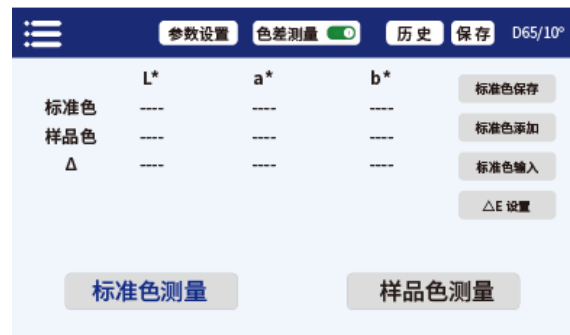 参数设置 色差测量 历史 保存 D65/10°
L* a* b*
标准色 ---- ---- ----
样品色 ---- ---- ----
Δ ---- ---- ----
标准色保存
标准色添加
标准色输入
△E 设置
标准色测量 样品色测量